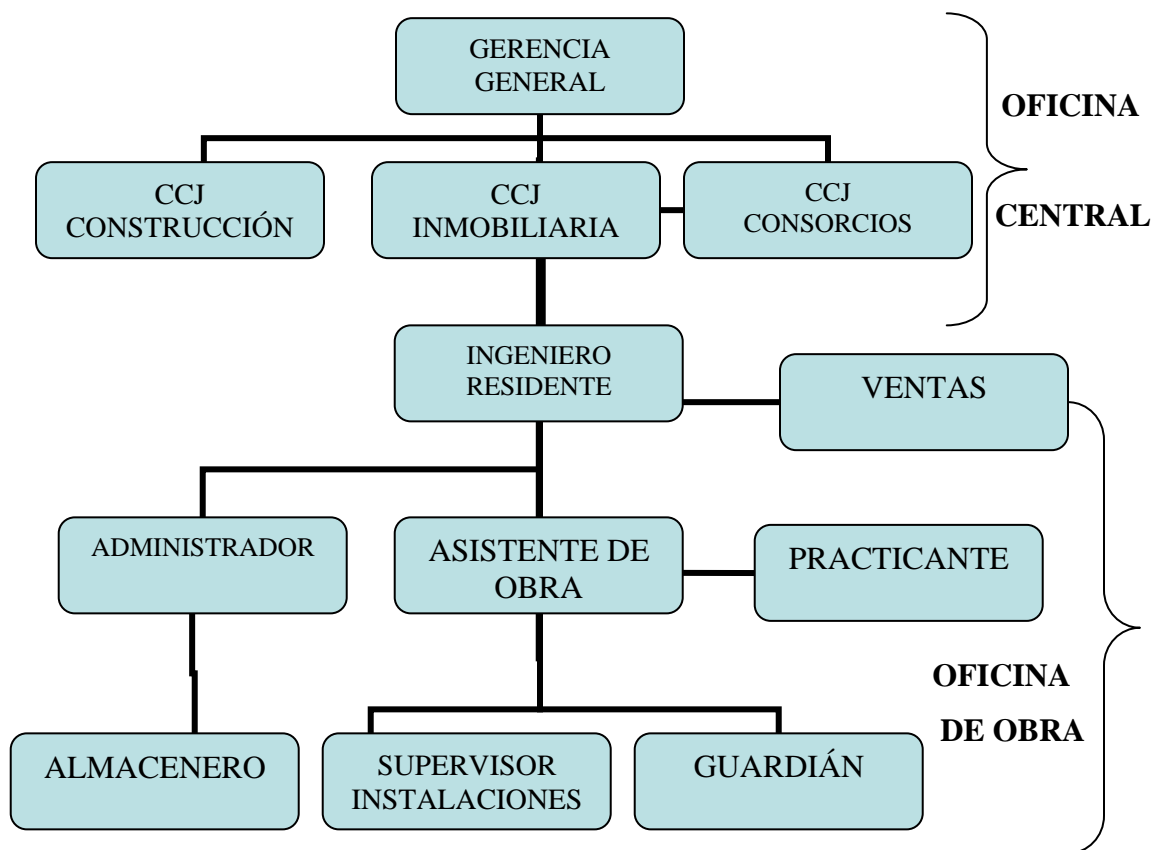 GERENCIA
GENERAL
OFICINA
CENTRAL
CCJ
CONSTRUCCIÓN
CCJ
INMOBILIARIA
CCJ
CONSORCIOS
INGENIERO
RESIDENTE
VENTAS
ADMINISTRADOR
ASISTENTE DE
OBRA
PRACTICANTE
OFICINA
DE OBRA
ALMACENERO
SUPERVISOR
INSTALACIONES
GUARDIÁN